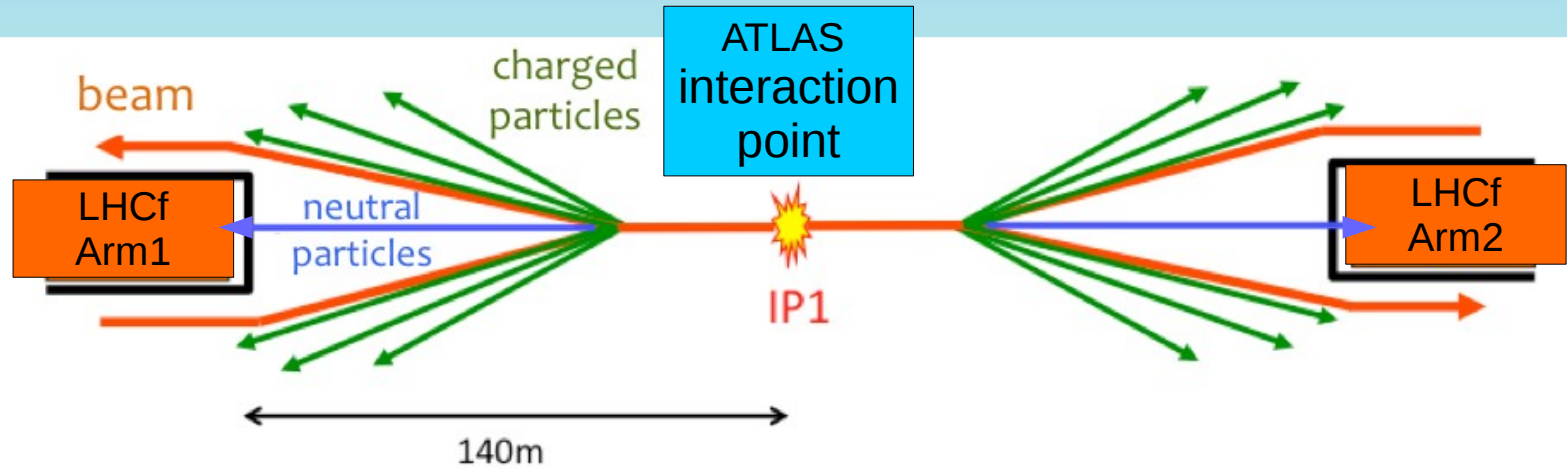 ATLAS
interaction
point
beam
charged
particles
LHCf
Arm1
neutral
particles
LHCf
Arm2
IP1
140m